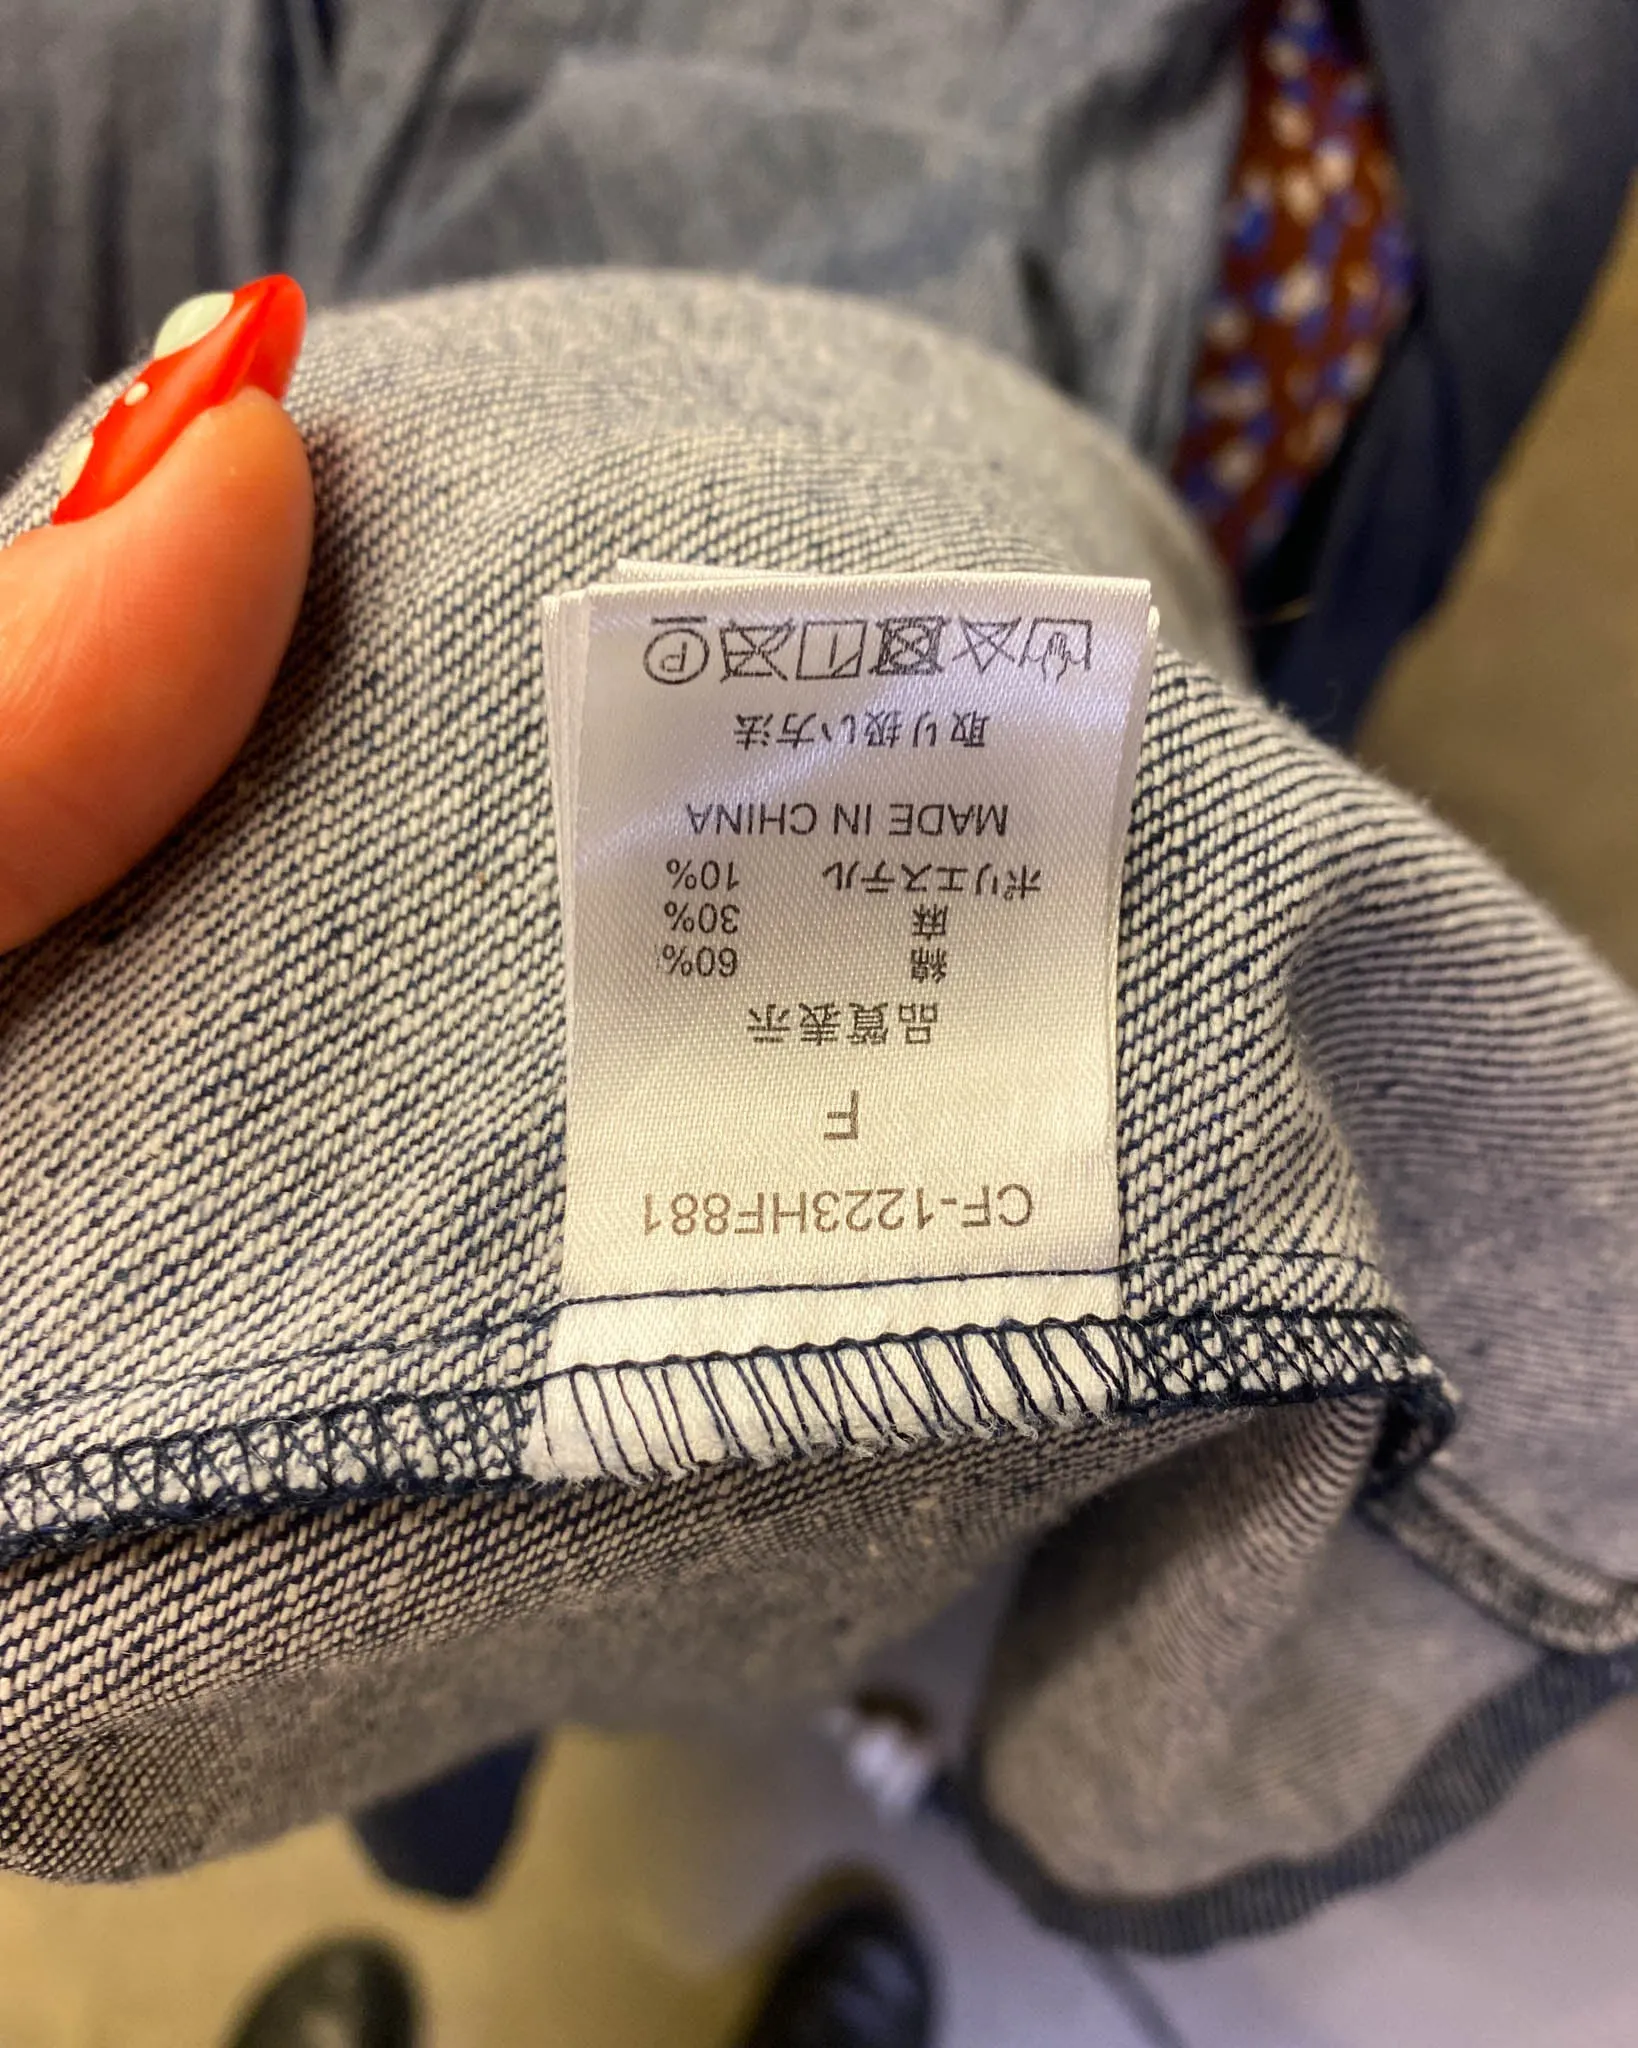 CF-1223HF881
F
品質表示
綿 60%
麻 30%
ポリエステル 10%
MADE IN CHINA
取り扱い方法
P